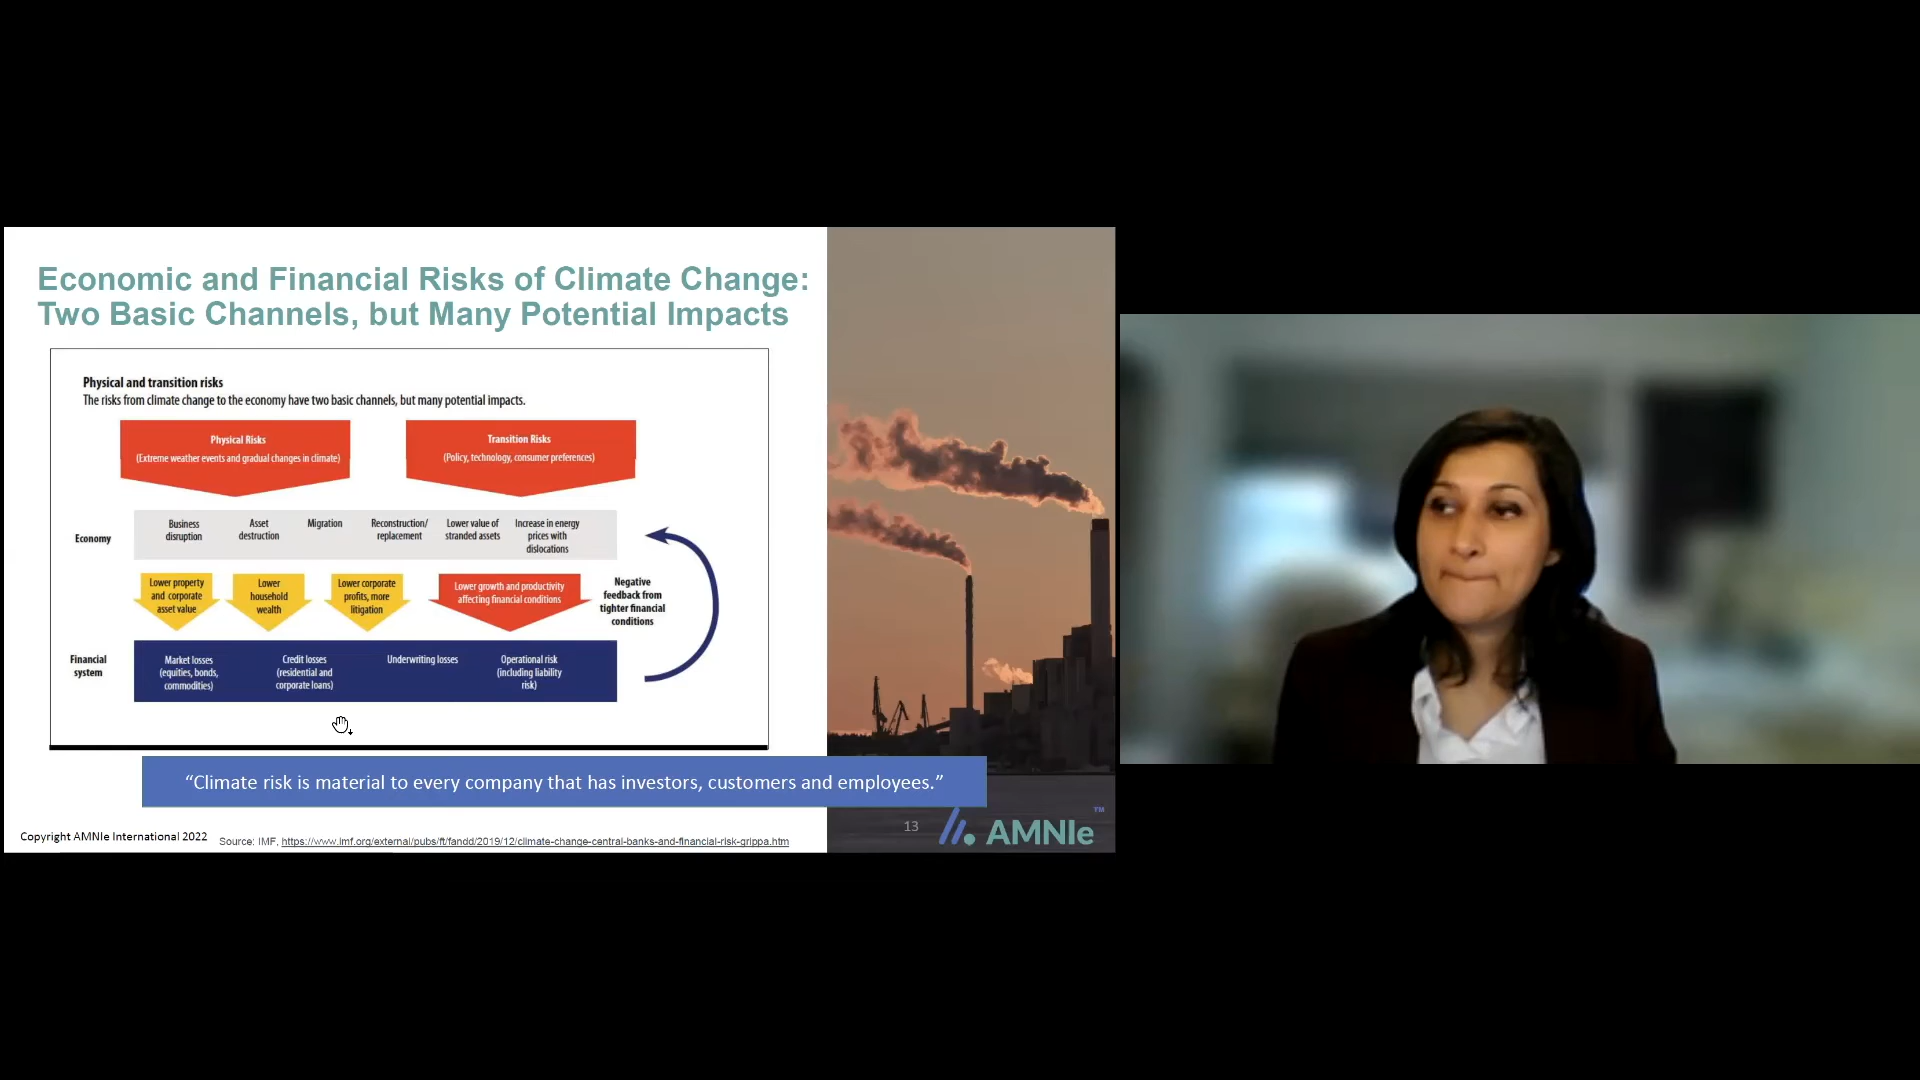 Economic and Financial Risks of Climate Change:
Two Basic Channels, but Many Potential Impacts
Physical and transition risks
The risks from climate change to the economy have two basic channels, but many potential impacts.
Physical Risks
(Extreme weather events and gradual changes in climate)
Transition Risks
(Policy, technology, consumer preferences)
Economy
Business
disruption
Asset
destruction
Migration
Reconstruction/
replacement
Lower value of
stranded assets
Increase in energy
prices with
dislocations
Lower property
and corporate
asset value
Lower
household
wealth
Lower corporate
profits, more
litigation
Lower growth and productivity
affecting financial conditions
Negative
feedback from
tighter financial
conditions
Financial
system
Market losses
(equities, bonds,
commodities)
Credit losses
(residential and
corporate loans)
Underwriting losses
Operational risk
(including liability
risk)
“Climate risk is material to every company that has investors, customers and employees.”
Copyright AMNIe International 2022
Source: IMF, https://www.imf.org/external/pubs/ft/fandd/2019/12/climate-change-central-banks-and-financial-risk-grippa.htm
13
AMNIe
TM